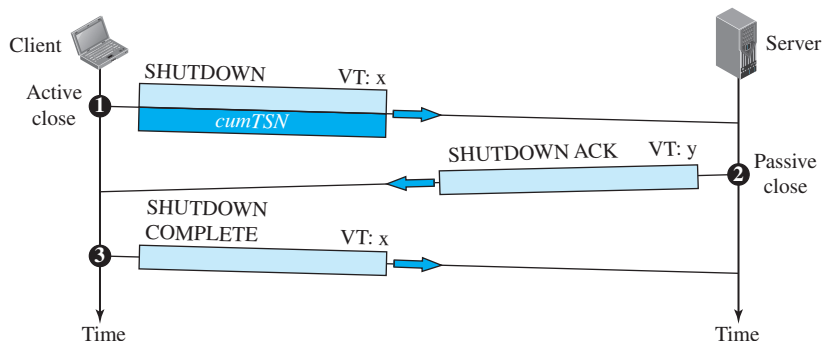 Client
Server
SHUTDOWN VT: x
Active
close
1
cumTSN
SHUTDOWN ACK VT: y
2
Passive
close
SHUTDOWN
COMPLETE VT: x
3
Time
Time